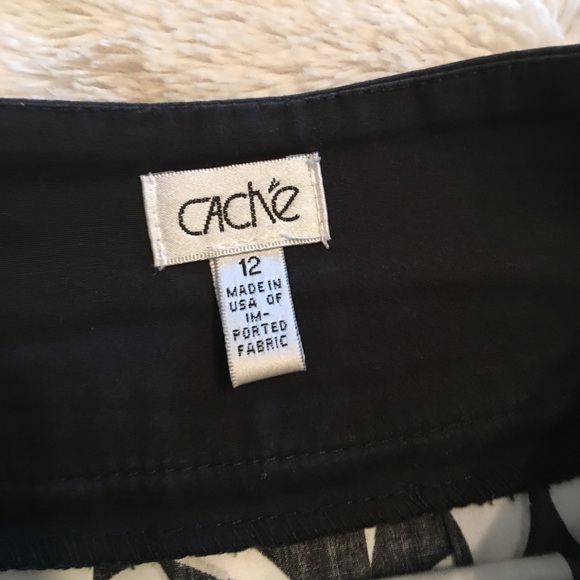 CAChé
12
MADE IN
USA OF
IM-
PORTED
FABRIC